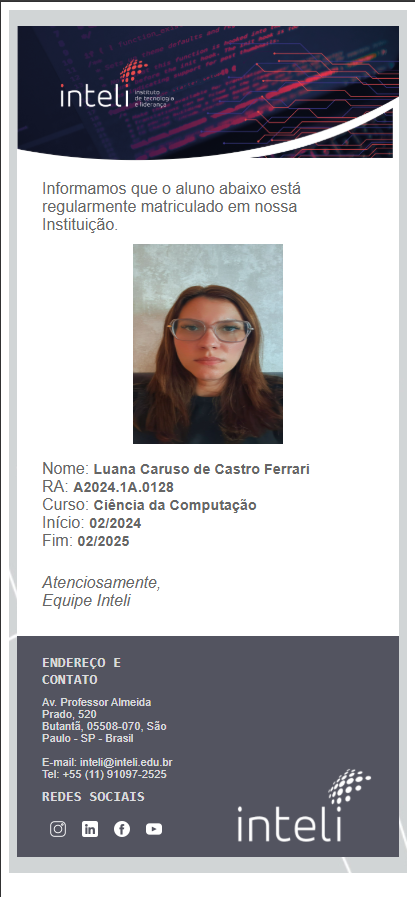 inteli instituto
de tecnologia
e liderança
Informamos que o aluno abaixo está
regularmente matriculado em nossa
Instituição.
Nome: Luana Caruso de Castro Ferrari
RA: A2024.1A.0128
Curso: Ciência da Computação
Início: 02/2024
Fim: 02/2025
Atenciosamente,
Equipe Inteli
ENDEREÇO E
CONTATO
Av. Professor Almeida
Prado, 520
Butantã, 05508-070, São
Paulo - SP - Brasil
E-mail: inteli@inteli.edu.br
Tel: +55 (11) 91097-2525
REDES SOCIAIS
inteli